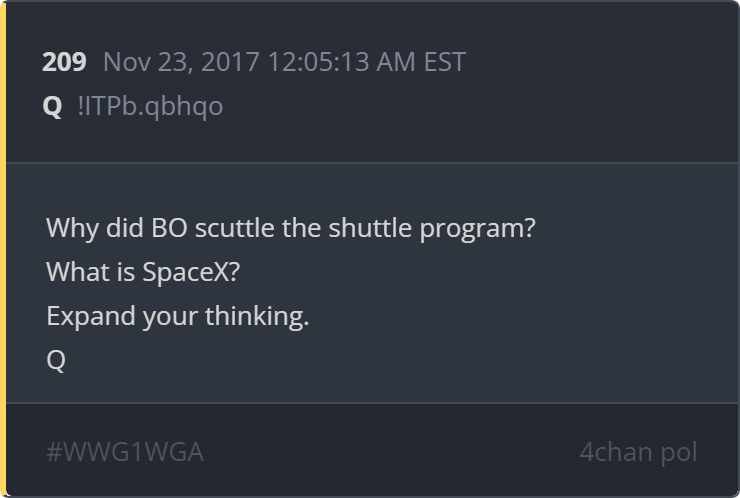 209 Nov 23, 2017 12:05:13 AM EST
Q !ITPb.qbhqo
Why did BO scuttle the shuttle program?
What is SpaceX?
Expand your thinking.
Q
#WWG1WGA 4chan pol